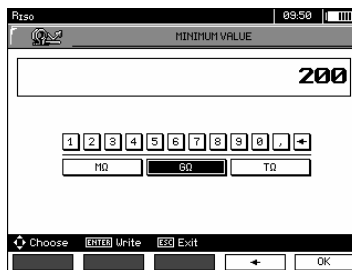 RISO 09:50
MINIMUM VALUE
200
1 2 3 4 5 6 7 8 9 0 , ←
MΩ GΩ TΩ
Choose ENTER Write ESC Exit
← OK